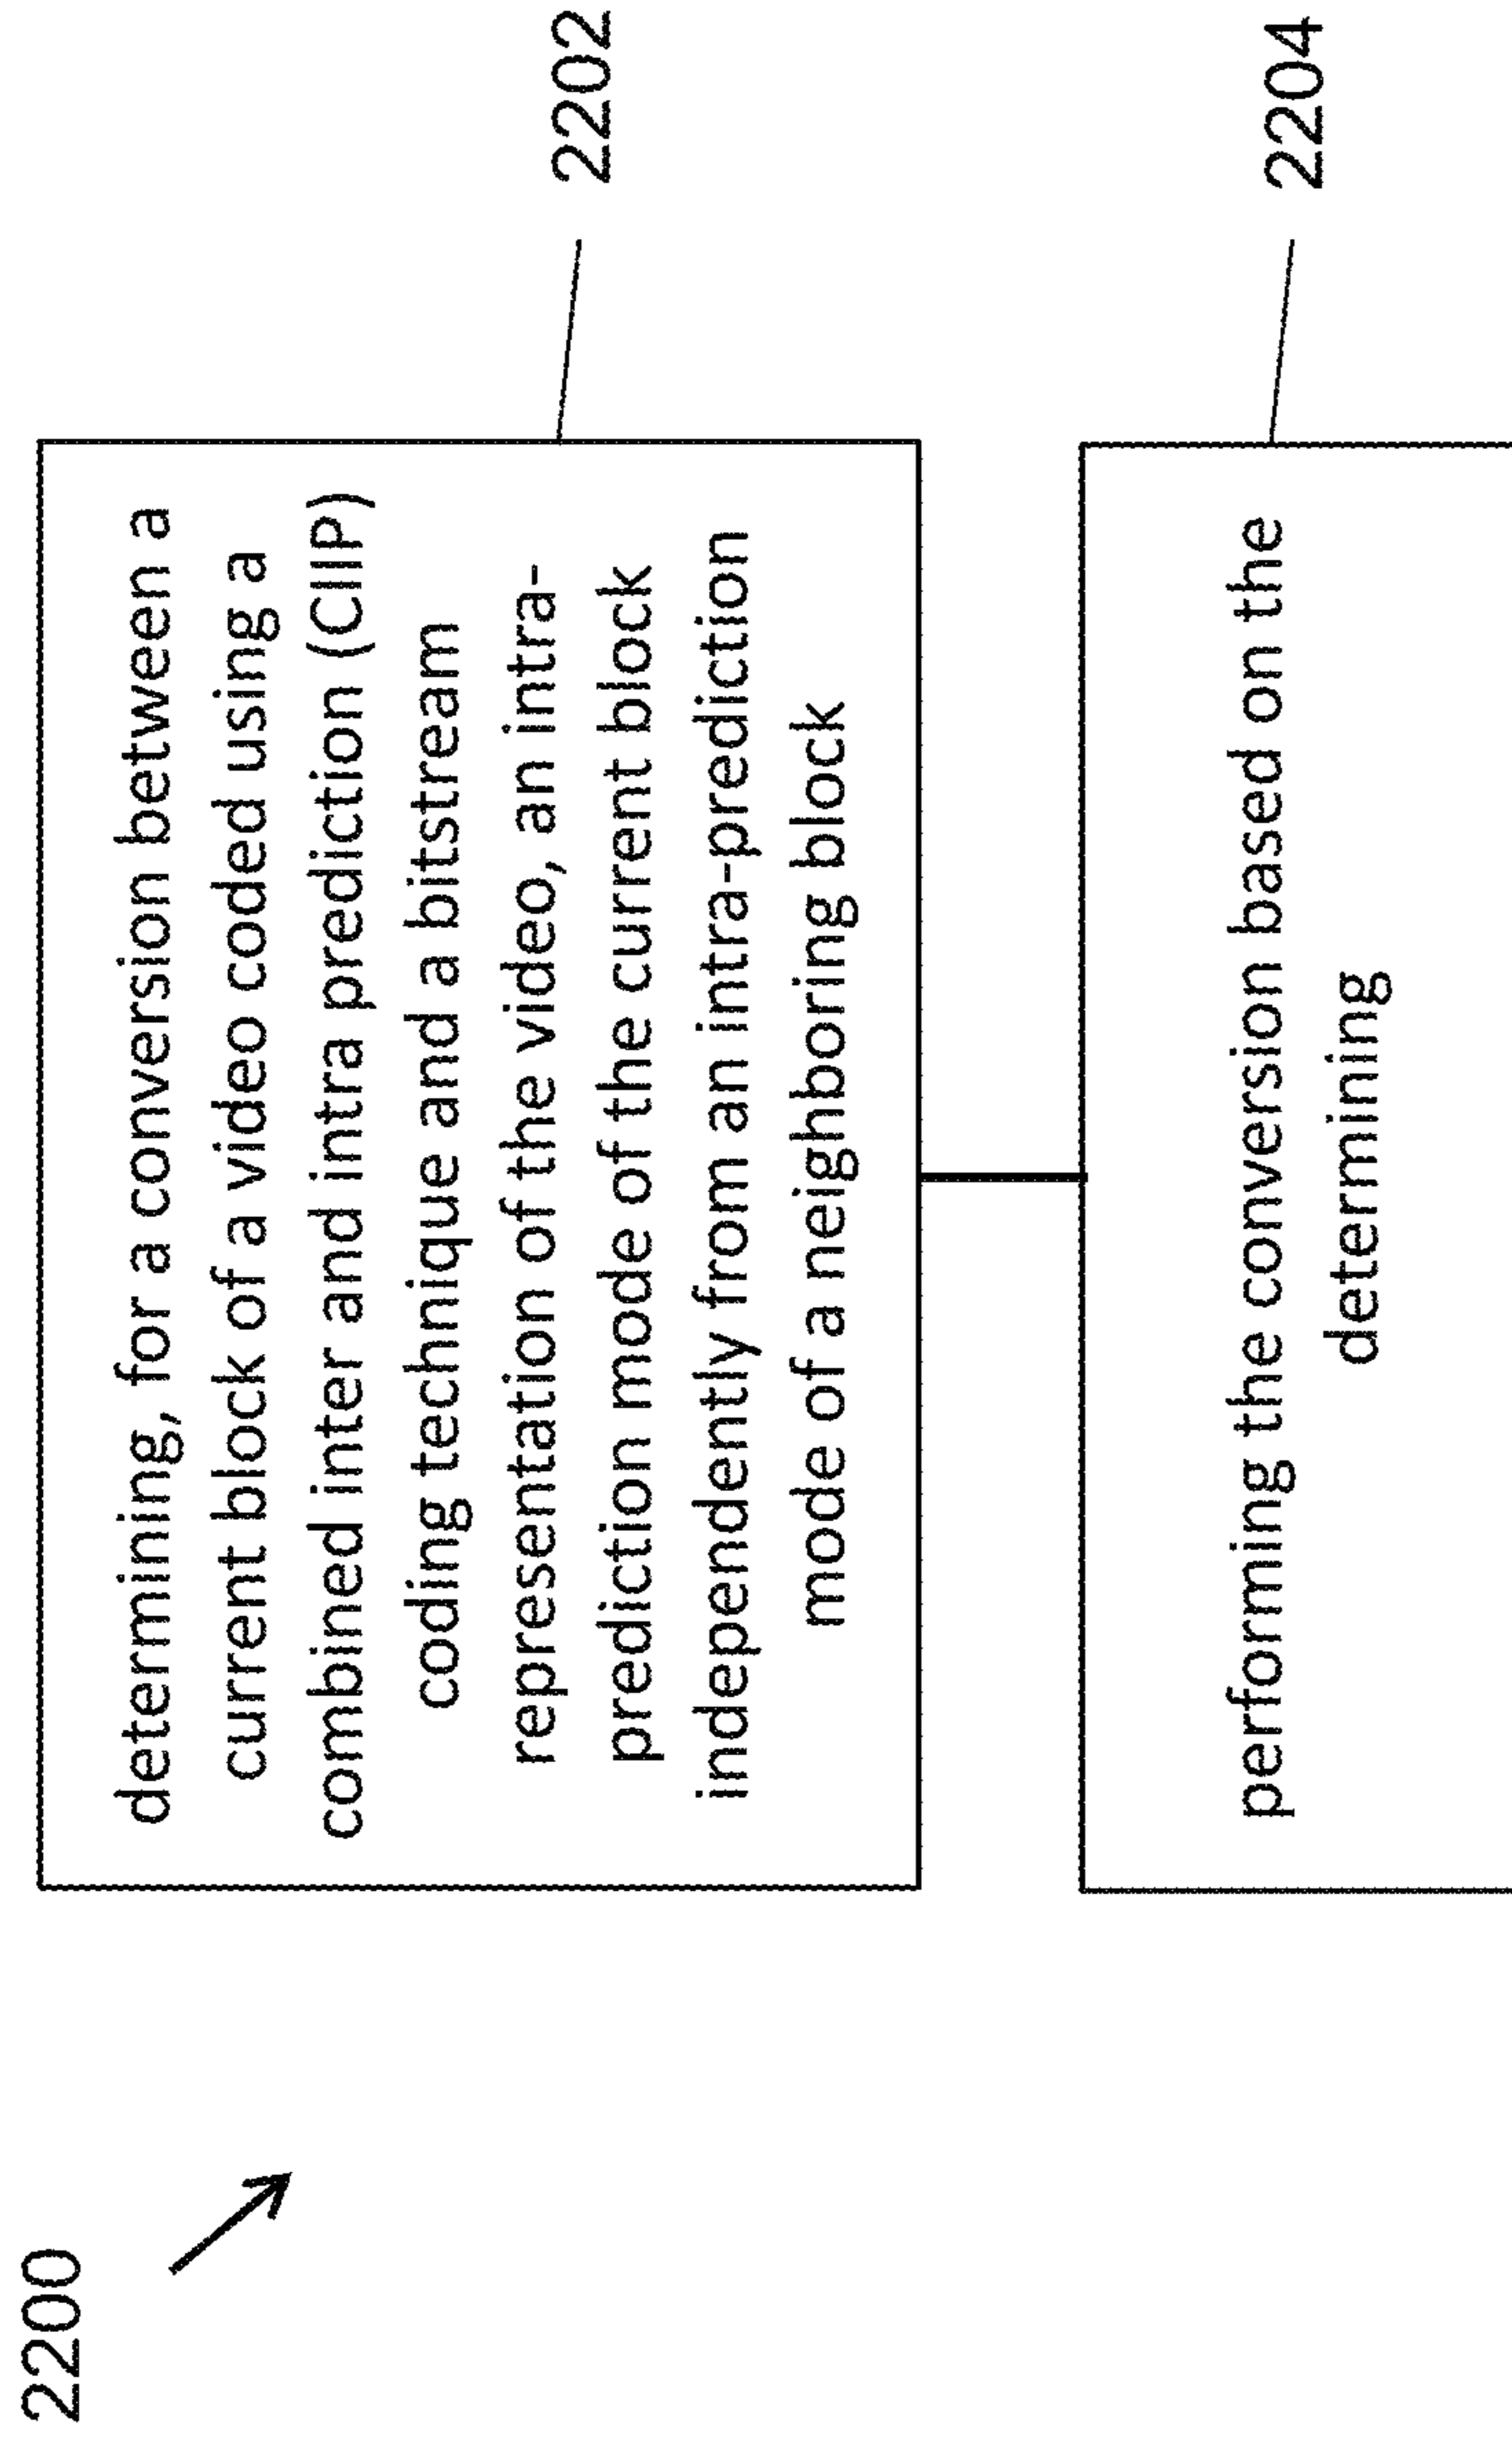 2200
determining, for a conversion between a
current block of a video coded using a
combined inter and intra prediction (CIIP)
coding technique and a bitstream
representation of the video, an intra-
prediction mode of the current block
independently from an intra-prediction
mode of a neighboring block
2202
performing the conversion based on the
determining
2204